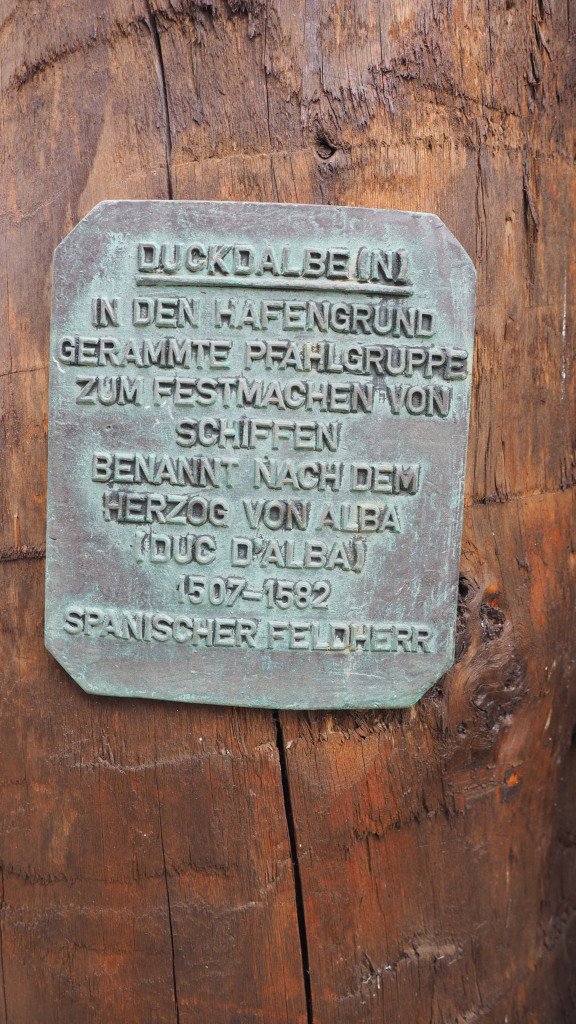 DUCKDALBE(N)
IN DEN HAFENGRUND
GERAMMTE PFAHLGRUPPE
ZUM FESTMACHEN VON
SCHIFFEN
BENANNT NACH DEM
HERZOG VON ALBA
(DUC D'ALBA)
1507-1582
SPANISCHER FELDHERR